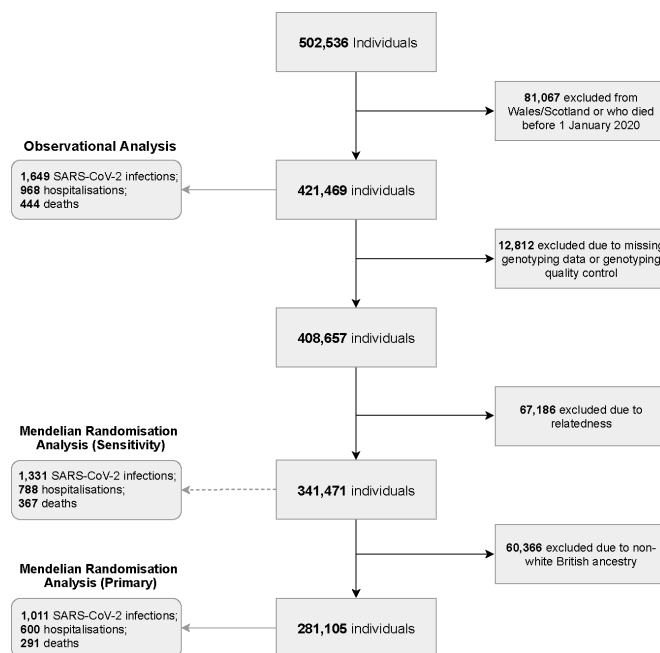 502,536 Individuals
81,067 excluded from
Wales/Scotland or who died
before 1 January 2020
Observational Analysis
1,649 SARS-CoV-2 infections;
968 hospitalisations;
444 deaths
421,469 individuals
12,812 excluded due to missing
genotyping data or genotyping
quality control
408,657 individuals
67,186 excluded due to
relatedness
Mendelian Randomisation
Analysis (Sensitivity)
1,331 SARS-CoV-2 infections;
788 hospitalisations;
367 deaths
341,471 individuals
60,366 excluded due to non-
white British ancestry
Mendelian Randomisation
Analysis (Primary)
1,011 SARS-CoV-2 infections;
600 hospitalisations;
291 deaths
281,105 individuals